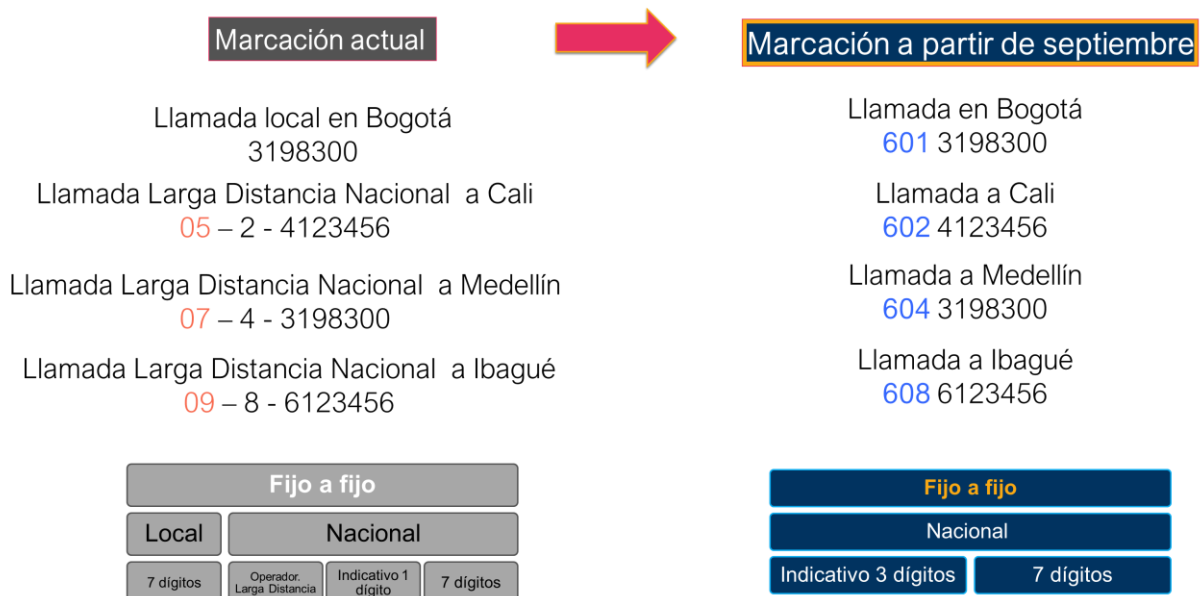 Marcación actual
Marcación a partir de septiembre
Llamada local en Bogotá
3198300
Llamada Larga Distancia Nacional a Cali
05 – 2 - 4123456
Llamada Larga Distancia Nacional a Medellín
07 – 4 - 3198300
Llamada Larga Distancia Nacional a Ibagué
09 – 8 - 6123456
Llamada en Bogotá
601 3198300
Llamada a Cali
602 4123456
Llamada a Medellín
604 3198300
Llamada a Ibagué
608 6123456
Fijo a fijo
Local
Nacional
7 dígitos
Operador.
Larga Distancia
Indicativo 1
dígito
7 dígitos
Fijo a fijo
Nacional
Indicativo 3 dígitos
7 dígitos